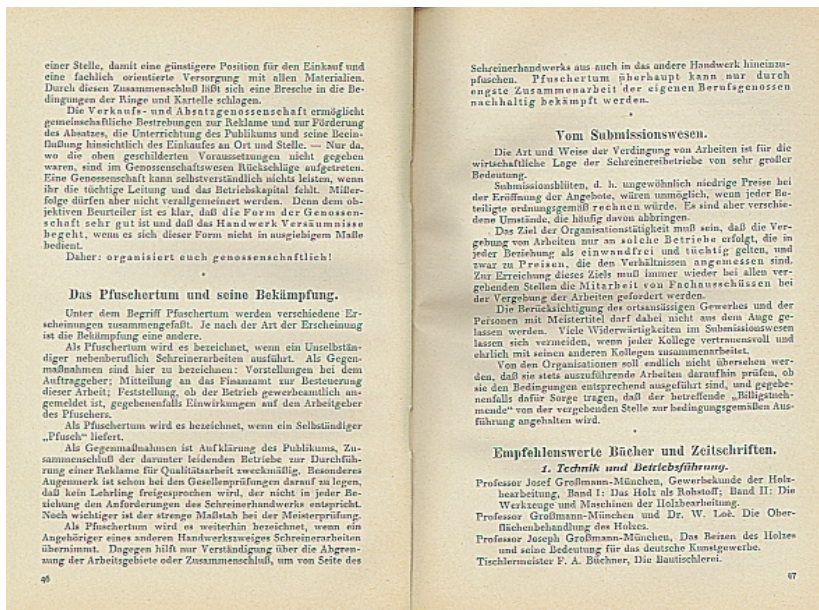 einer Stelle, damit eine günstigere Position für den Einkauf und
eine fachlich orientierte Versorgung mit allen Materialien.
Durch diesen Zusammenschluß läßt sich eine Bresche in die Be-
dingungen der Ringe und Kartelle schlagen.
Die Verkaufs- und Absatzgenossenschaft ermöglicht
gemeinschaftliche Bestrebungen zur Reklame und zur Förderung
des Absatzes, die Unterrichtung des Publikums und seine Beein-
flußung hinsichtlich des Einkaufes an Ort und Stelle. — Nur da,
wo die oben geschilderten Voraussetzungen nicht gegeben
waren, sind im Genossenschaftswesen Rückschläge aufgetreten.
Eine Genossenschaft kann selbstverständlich nichts leisten, wenn
ihr die tüchtige Leitung und das Betriebskapital fehlt. Mißer-
folge dürfen aber nicht verallgemeinert werden. Denn dem ob-
jektiven Beurteiler ist es klar, daß die Form der Genossen-
schaft sehr gut ist und daß das Handwerk Versäumnisse
begeht, wenn es sich dieser Form nicht in ausgiebigem Maße
bedient.
Daher: organisiert euch genossenschaftlich!
*
Das Pfuschertum und seine Bekämpfung.
Unter dem Begriff Pfuschertum werden verschiedene Er-
scheinungen zusammengefaßt. Je nach der Art der Erscheinung
ist die Bekämpfung eine andere.
Als Pfuschertum wird es bezeichnet, wenn ein Unselbstän-
diger nebenberuflich Schreinerarbeiten ausführt. Als Gegen-
maßnahmen sind hier zu bezeichnen: Vorstellungen bei dem
Auftraggeber; Mitteilung an das Finanzamt zur Besteuerung
dieser Arbeit; Feststellung, ob der Betrieb gewerbeamtlich an-
gemeldet ist, gegebenenfalls Einwirkungen auf den Arbeitgeber
des Pfuschers.
Als Pfuschertum wird es bezeichnet, wenn ein Selbständiger
„Pfusch" liefert.
Als Gegenmaßnahmen ist Aufklärung des Publikums, Zu-
sammenschluß der darunter leidenden Betriebe zur Durchfüh-
rung einer Reklame für Qualitätsarbeit zweckmäßig. Besonderes
Augenmerk ist schon bei den Gesellenprüfungen darauf zu legen,
daß kein Lehrling freigesprochen wird, der nicht in jeder Be-
ziehung den Anforderungen des Schreinerhandwerks entspricht.
Noch wichtiger ist der strenge Maßstab bei der Meisterprüfung.
Als Pfuschertum wird es weiterhin bezeichnet, wenn ein
Angehöriger eines anderen Handwerkszweiges Schreinerarbeiten
übernimmt. Dagegen hilft nur Verständigung über die Abgren-
zung der Arbeitsgebiete oder Zusammenschluß, um von Seite des
46
Schreinerhandwerks aus auch in das andere Handwerk hineinzu-
pfuschen. Pfuschertum überhaupt kann nur durch
engste Zusammenarbeit der eigenen Berufsgenossen
nachhaltig bekämpft werden.
*
Vom Submissionswesen.
Die Art und Weise der Verdingung von Arbeiten ist für die
wirtschaftliche Lage der Schreinereibetriebe von sehr großer
Bedeutung.
Submissionsblüten, d. h. ungewöhnlich niedrige Preise bei
der Eröffnung der Angebote, wären unmöglich, wenn jeder Be-
teiligte ordnungsgemäß rechnen würde. Es sind aber verschie-
dene Umstände, die häufig davon abbringen.
Das Ziel der Organisationstätigkeit muß sein, daß die Ver-
gebung von Arbeiten nur an solche Betriebe erfolgt, die in
jeder Beziehung als einwandfrei und tüchtig gelten, und
zwar zu Preisen, die den Verhältnissen angemessen sind.
Zur Erreichung dieses Ziels muß immer wieder bei allen ver-
gebenden Stellen die Mitarbeit von Fachausschüssen bei
der Vergebung der Arbeiten gefordert werden.
Die Berücksichtigung des ortsansässigen Gewerbes und der
Personen mit Meistertitel darf dabei nicht aus dem Auge ge-
lassen werden. Viele Widerwärtigkeiten im Submissionswesen
lassen sich vermeiden, wenn jeder Kollege vertrauensvoll und
ehrlich mit seinen anderen Kollegen zusammenarbeitet.
Von den Organisationen soll endlich nicht übersehen wer-
den, daß sie stets auszuführende Arbeiten daraufhin prüfen, ob
sie den Bedingungen entsprechend ausgeführt sind, und gegebe-
nenfalls dafür Sorge tragen, daß der betreffende „Billigstneh-
mende" von der vergebenden Stelle zur bedingungsgemäßen Aus-
führung angehalten wird.
*
Empfehlenswerte Bücher und Zeitschriften.
1. Technik und Betriebsführung.
Professor Josef Großmann-München, Gewerbekunde der Holz-
bearbeitung, Band I: Das Holz als Rohstoff; Band II: Die
Werkzeuge und Maschinen der Holzbearbeitung.
Professor Großmann-München und Dr. W. Loè. Die Ober-
flächenbehandlung des Holzes.
Professor Joseph Großmann-München, Das Beizen des Holzes
und seine Bedeutung für das deutsche Kunstgewerbe.
Tischlermeister F. A. Büchner, Die Bautischlerei.
47